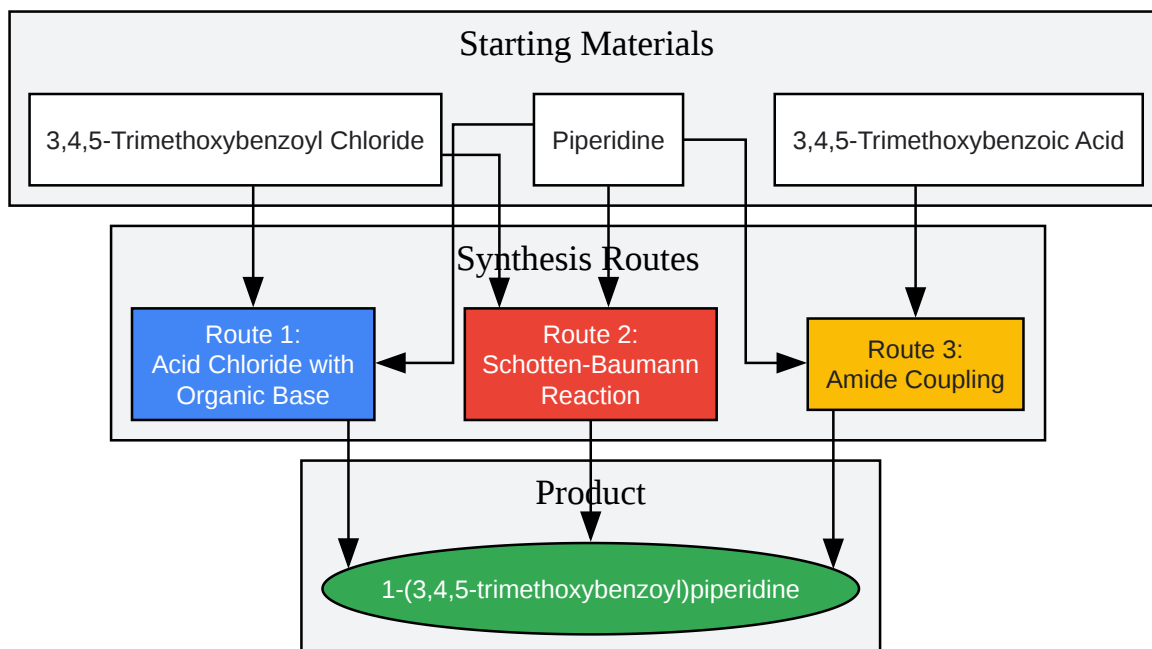 Starting Materials
3,4,5-Trimethoxybenzoyl Chloride
Piperidine
3,4,5-Trimethoxybenzoic Acid
Synthesis Routes
Route 1:
Acid Chloride with
Organic Base
Route 2:
Schotten-Baumann
Reaction
Route 3:
Amide Coupling
Product
1-(3,4,5-trimethoxybenzoyl)piperidine